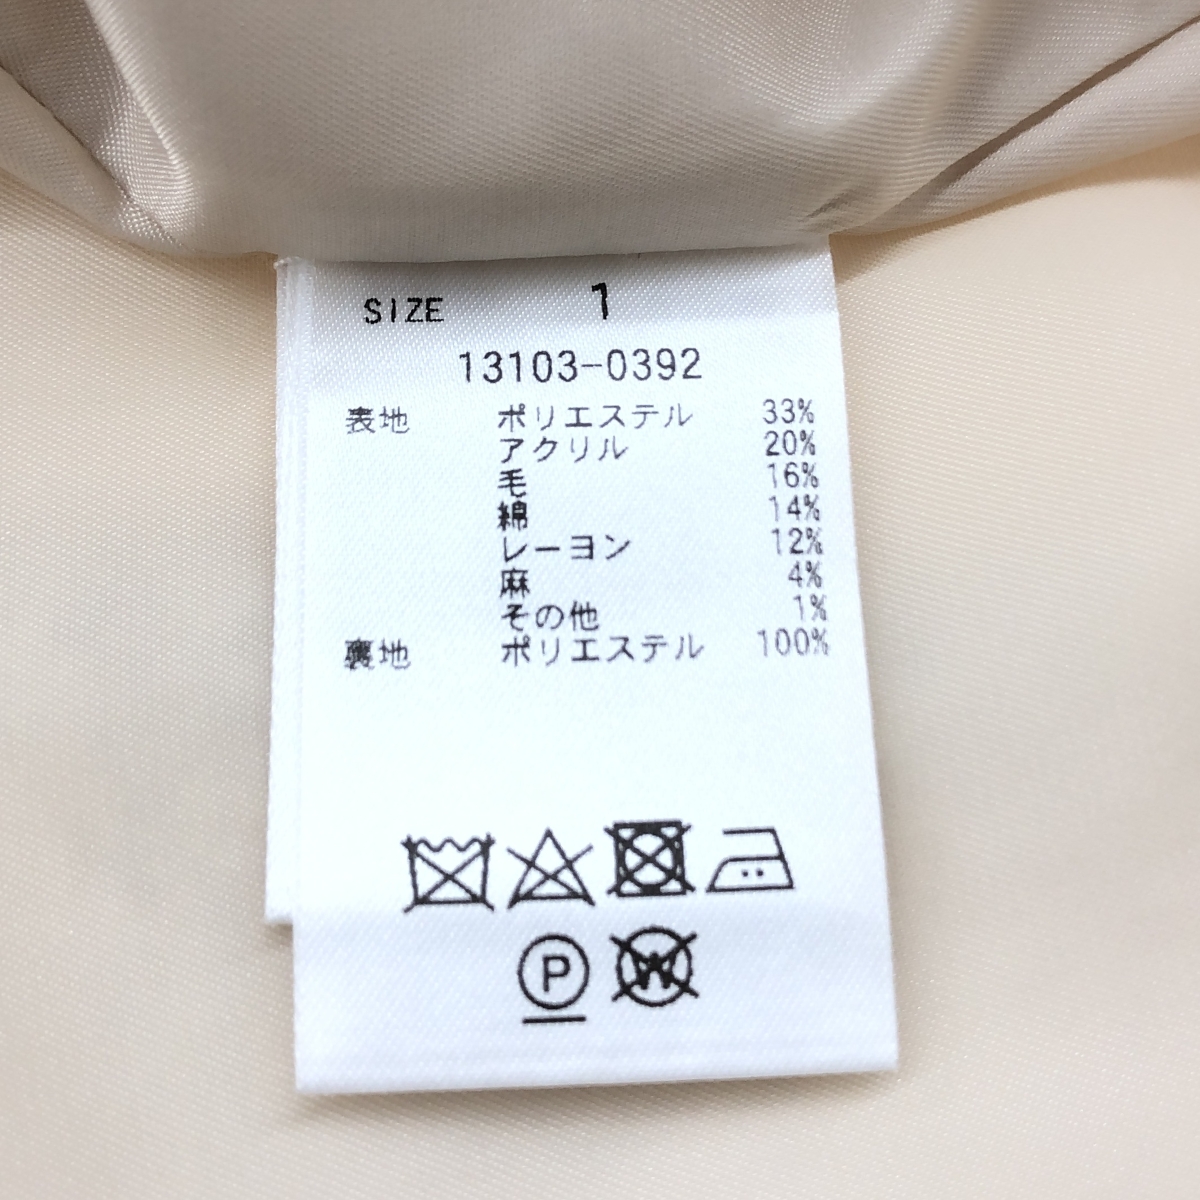 SIZE 1
13103-0392
表地 ポリエステル 33%
アクリル 20%
毛 16%
綿 14%
レーヨン 12%
麻 4%
その他 1%
裏地 ポリエステル 100%
P W